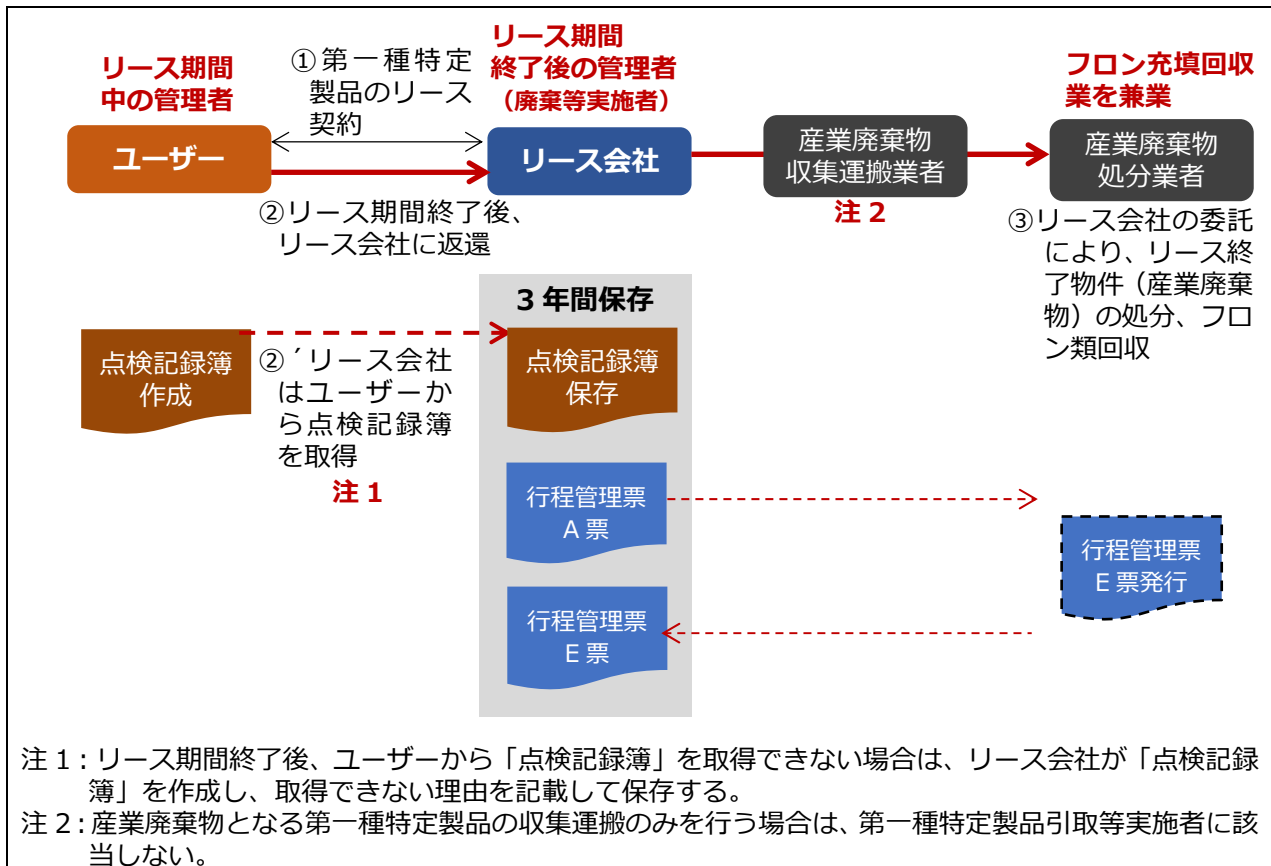 リース期間
中の管理者
①第一種特定
製品のリース
契約
リース期間
終了後の管理者
（廃棄等実施者）
フロン充填回収
業を兼業
ユーザー
リース会社
産業廃棄物
収集運搬業者
産業廃棄物
処分業者
②リース期間終了後、
リース会社に返還
注 2
③リース会社の委託
により、リース終
了物件（産業廃棄
物）の処分、フロ
ン類回収
3 年間保存
点検記録簿
作成
②´リース会社
はユーザーか
ら点検記録簿
を取得
注 1
点検記録簿
保存
行程管理票
A 票
行程管理票
E 票発行
行程管理票
E 票
注 1：リース期間終了後、ユーザーから「点検記録簿」を取得できない場合は、リース会社が「点検記録
簿」を作成し、取得できない理由を記載して保存する。
注 2：産業廃棄物となる第一種特定製品の収集運搬のみを行う場合は、第一種特定製品引取等実施者に該
当しない。